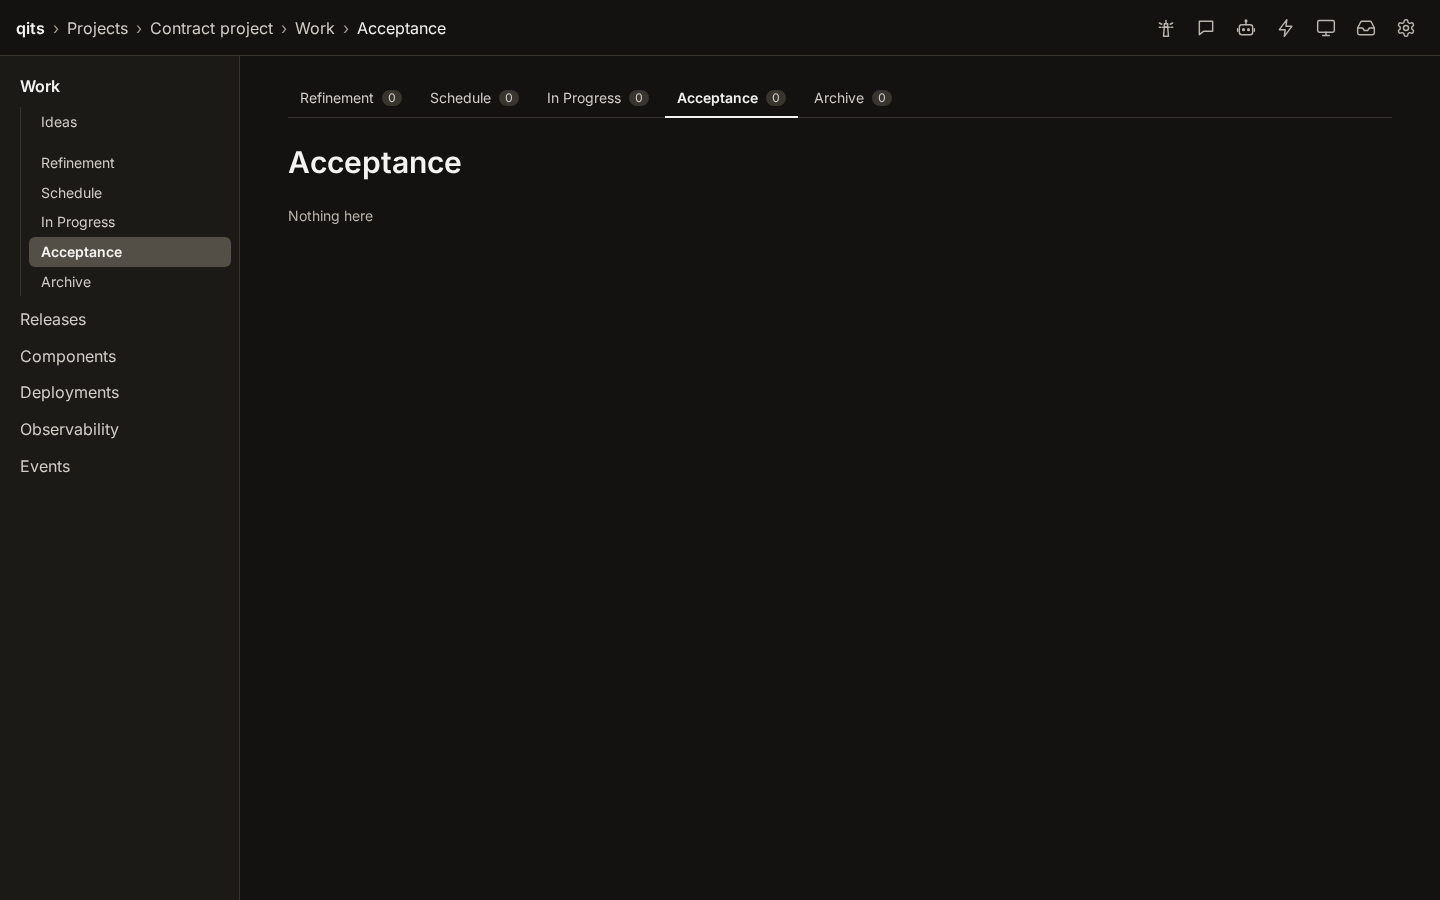 qits › Projects › Contract project › Work › Acceptance
Work
Ideas
Refinement
Schedule
In Progress
Acceptance
Archive
Releases
Components
Deployments
Observability
Events
Refinement 0 Schedule 0 In Progress 0 Acceptance 0 Archive 0
Acceptance
Nothing here